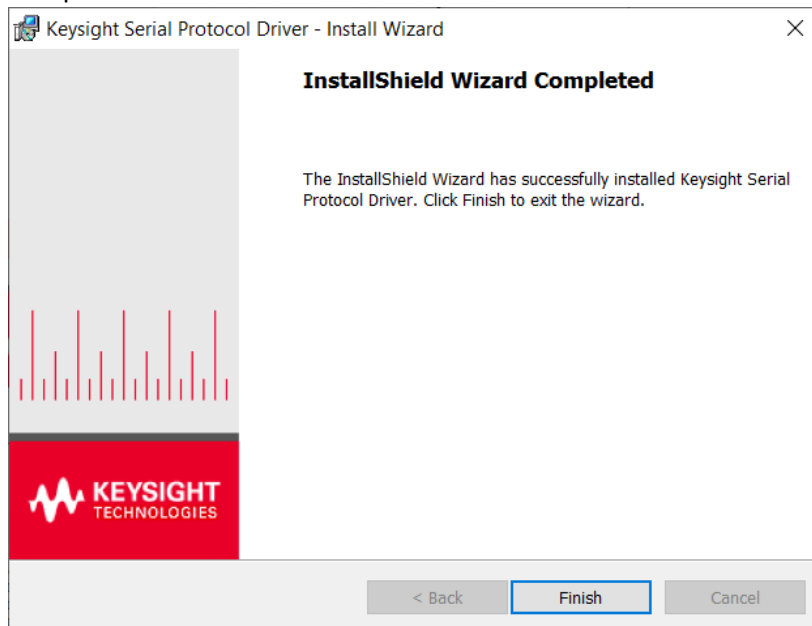 Keysight Serial Protocol Driver - Install Wizard
InstallShield Wizard Completed
The InstallShield Wizard has successfully installed Keysight Serial
Protocol Driver. Click Finish to exit the wizard.
KEYSIGHT
TECHNOLOGIES
< Back
Finish
Cancel